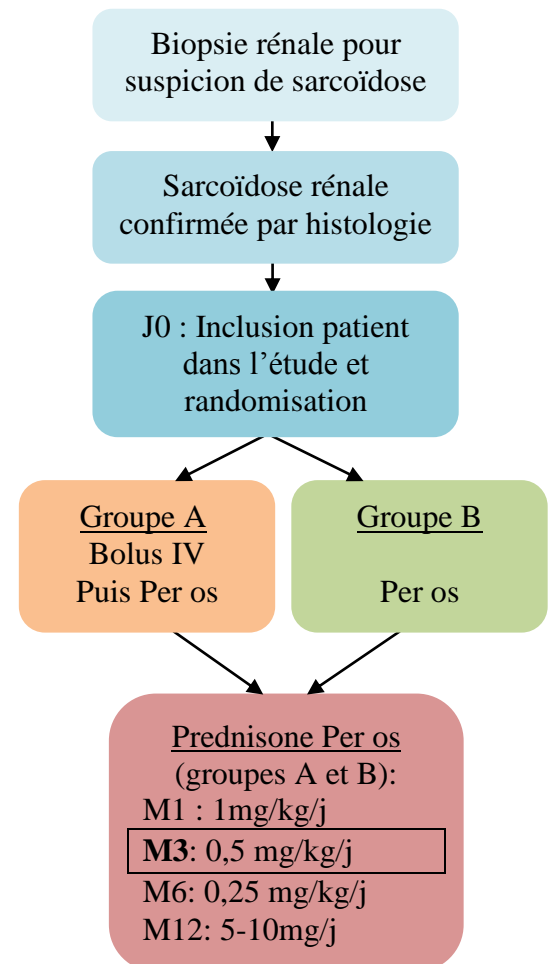 Biopsie rénale pour
suspicion de sarcoïdose
Sarcoïdose rénale
confirmée par histologie
J0 : Inclusion patient
dans l’étude et
randomisation
Groupe A
Bolus IV
Puis Per os
Groupe B
Per os
Prednisone Per os
(groupes A et B):
M1 : 1mg/kg/j
M3: 0,5 mg/kg/j
M6: 0,25 mg/kg/j
M12: 5-10mg/j